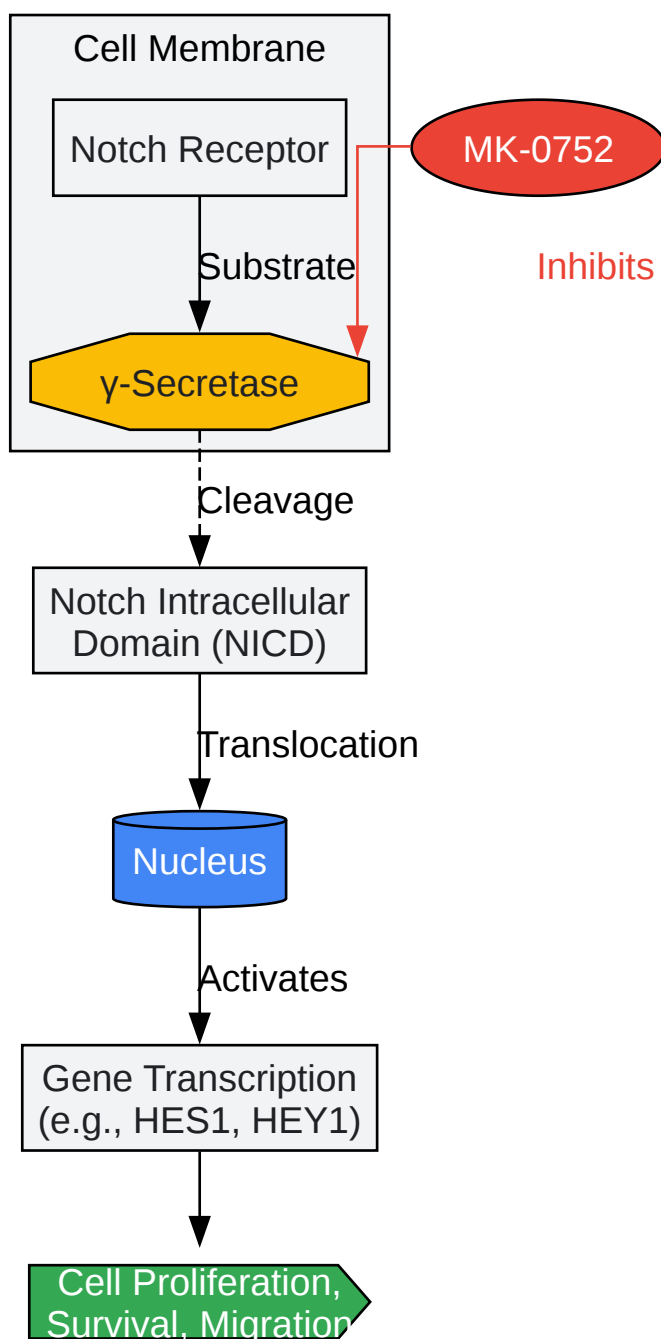 Cell Membrane
Notch Receptor
MK-0752
Substrate
Inhibits
γ-Secretase
Cleavage
Notch Intracellular
Domain (NICD)
Translocation
Nucleus
Activates
Gene Transcription
(e.g., HES1, HEY1)
Cell Proliferation,
Survival, Migration